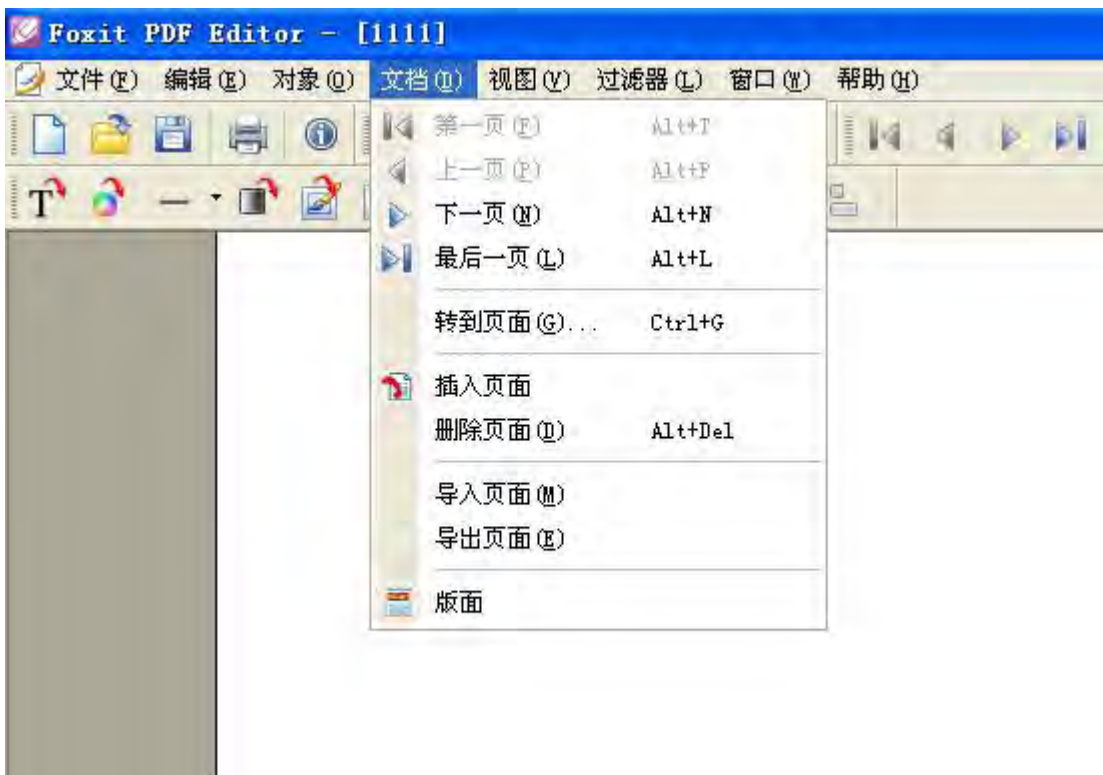 Foxit PDF Editor - [1111]
文件(F) 编辑(E) 对象(O) 文档(D) 视图(V) 过滤器(L) 窗口(W) 帮助(H)
第一页(F) Alt+T
上一页(P) Alt+P
下一页(N) Alt+N
最后一页(L) Alt+L
转到页面(G)... Ctrl+G
插入页面
删除页面(D) Alt+Del
导入页面(M)
导出页面(E)
版面